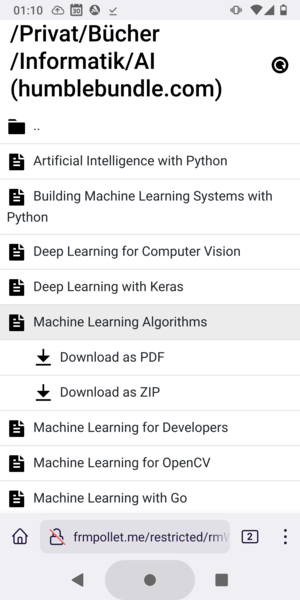 01:10
30
/Privat/Bücher
/Informatik/AI
(humblebundle.com)
..
Artificial Intelligence with Python
Building Machine Learning Systems with
Python
Deep Learning for Computer Vision
Deep Learning with Keras
Machine Learning Algorithms
Download as PDF
Download as ZIP
Machine Learning for Developers
Machine Learning for OpenCV
Machine Learning with Go
frmpollet.me/restricted/rm
2